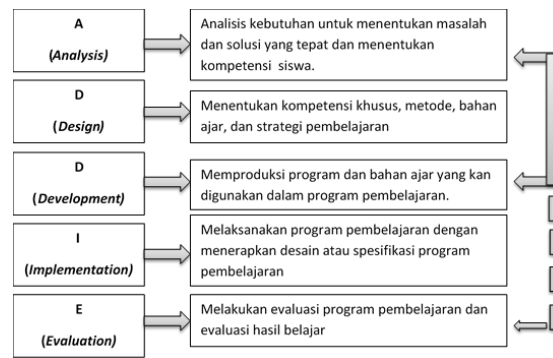 A
(Analysis)
Analisis kebutuhan untuk menentukan masalah
dan solusi yang tepat dan menentukan
kompetensi siswa.
D
(Design)
Menentukan kompetensi khusus, metode, bahan
ajar, dan strategi pembelajaran
D
(Development)
Memproduksi program dan bahan ajar yang kan
digunakan dalam program pembelajaran.
I
(Implementation)
Melaksanakan program pembelajaran dengan
menerapkan desain atau spesifikasi program
pembelajaran
E
(Evaluation)
Melakukan evaluasi program pembelajaran dan
evaluasi hasil belajar